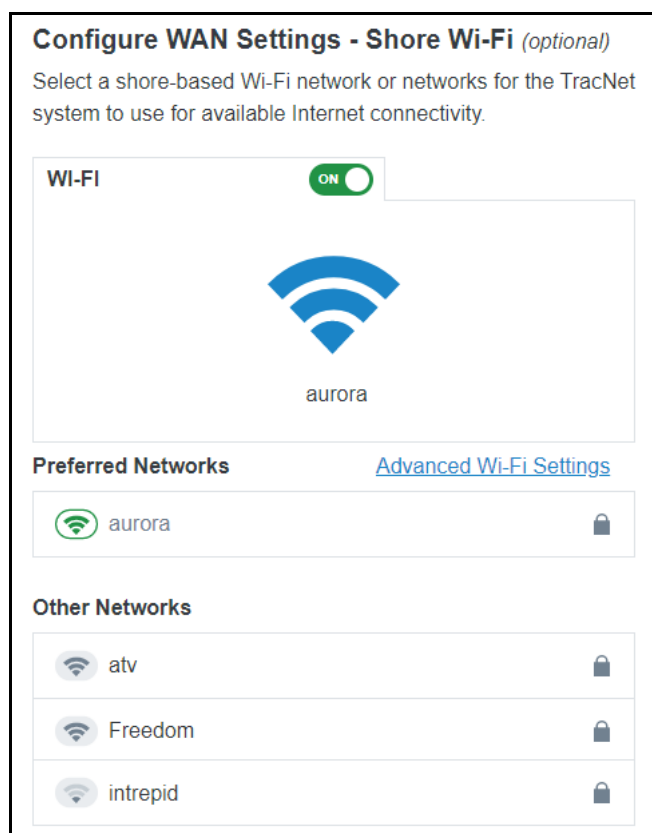 Configure WAN Settings - Shore Wi-Fi (optional)
Select a shore-based Wi-Fi network or networks for the TracNet
system to use for available Internet connectivity.
WI-FI ON
aurora
Preferred Networks Advanced Wi-Fi Settings
aurora
Other Networks
atv
Freedom
intrepid